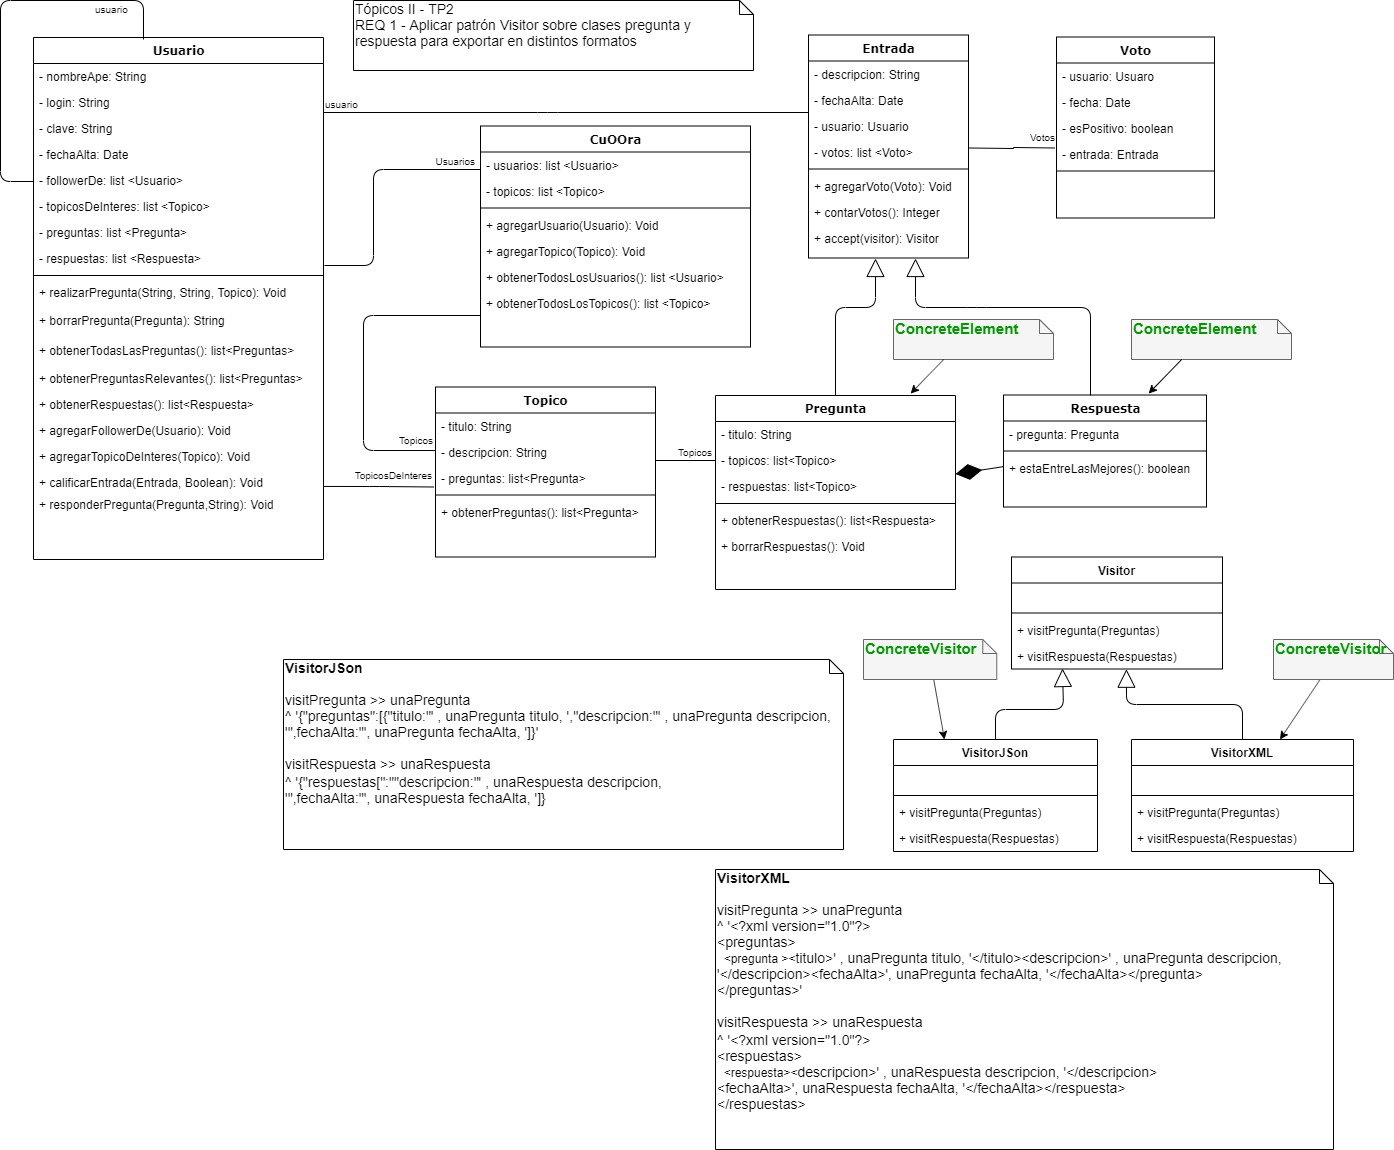 usuario
Tópicos II - TP2
REQ 1 - Aplicar patrón Visitor sobre clases pregunta y
respuesta para exportar en distintos formatos
Usuario
- nombreApe: String
- login: String
- clave: String
- fechaAlta: Date
- followerDe: list <Usuario>
- topicosDeInteres: list <Topico>
- preguntas: list <Pregunta>
- respuestas: list <Respuesta>
+ realizarPregunta(String, String, Topico): Void
+ borrarPregunta(Pregunta): String
+ obtenerTodasLasPreguntas(): list<Preguntas>
+ obtenerPreguntasRelevantes(): list<Preguntas>
+ obtenerRespuestas(): list<Respuesta>
+ agregarFollowerDe(Usuario): Void
+ agregarTopicoDeInteres(Topico): Void
+ calificarEntrada(Entrada, Boolean): Void
+ responderPregunta(Pregunta,String): Void
usuario
Usuarios
CuOOra
- usuarios: list <Usuario>
- topicos: list <Topico>
+ agregarUsuario(Usuario): Void
+ agregarTopico(Topico): Void
+ obtenerTodosLosUsuarios(): list <Usuario>
+ obtenerTodosLosTopicos(): list <Topico>
Entrada
- descripcion: String
- fechaAlta: Date
- usuario: Usuario
- votos: list <Voto>
+ agregarVoto(Voto): Void
+ contarVotos(): Integer
+ accept(visitor): Visitor
Votos
Voto
- usuario: Usuaro
- fecha: Date
- esPositivo: boolean
- entrada: Entrada
ConcreteElement
ConcreteElement
Topicos
TopicosDeInteres
Topico
- titulo: String
- descripcion: String
- preguntas: list<Pregunta>
+ obtenerPreguntas(): list<Pregunta>
Topicos
Pregunta
- titulo: String
- topicos: list<Topico>
- respuestas: list<Topico>
+ obtenerRespuestas(): list<Respuesta>
+ borrarRespuestas(): Void
Respuesta
- pregunta: Pregunta
+ estaEntreLasMejores(): boolean
Visitor
+ visitPregunta(Preguntas)
+ visitRespuesta(Respuestas)
ConcreteVisitor
ConcreteVisitor
VisitorJSon
+ visitPregunta(Preguntas)
+ visitRespuesta(Respuestas)
VisitorXML
+ visitPregunta(Preguntas)
+ visitRespuesta(Respuestas)
VisitorJSon
visitPregunta >> unaPregunta
^ '{"preguntas":[{"titulo:"' , unaPregunta titulo, ',"descripcion:"' , unaPregunta descripcion,
'",fechaAlta:"', unaPregunta fechaAlta, ']}'
visitRespuesta >> unaRespuesta
^ '{"respuestas[":'"'descripcion:"' , unaRespuesta descripcion,
'",fechaAlta:"', unaRespuesta fechaAlta, ']}
VisitorXML
visitPregunta >> unaPregunta
^ '<?xml version="1.0"?>
<preguntas>
<pregunta ><titulo>' , unaPregunta titulo, '</titulo><descripcion>' , unaPregunta descripcion,
'</descripcion><fechaAlta>', unaPregunta fechaAlta, '</fechaAlta></pregunta>
</preguntas>'
visitRespuesta >> unaRespuesta
^ '<?xml version="1.0"?>
<respuestas>
<respuesta><descripcion>' , unaRespuesta descripcion, '</descripcion>
<fechaAlta>', unaRespuesta fechaAlta, '</fechaAlta></respuesta>
</respuestas>